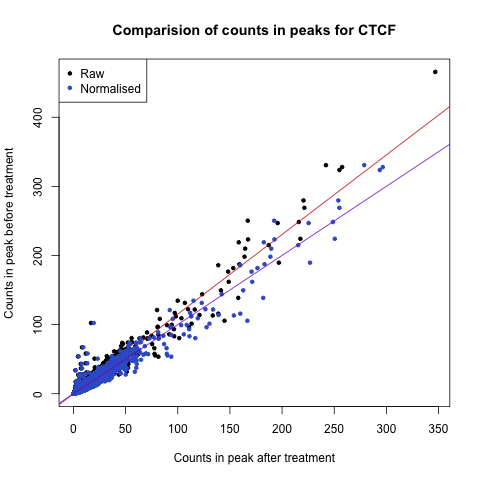 Comparision of counts in peaks for CTCF
Raw
Normalised
Counts in peak before treatment
400
300
200
100
0
0 50 100 150 200 250 300 350
Counts in peak after treatment